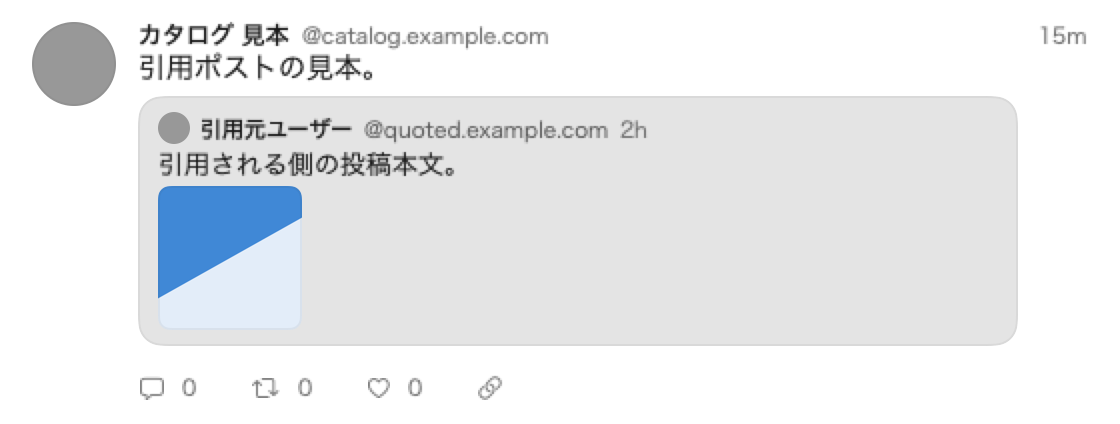 カタログ 見本 @catalog.example.com 15m
引用ポストの見本。
引用元ユーザー @quoted.example.com 2h
引用される側の投稿本文。
0 0 0